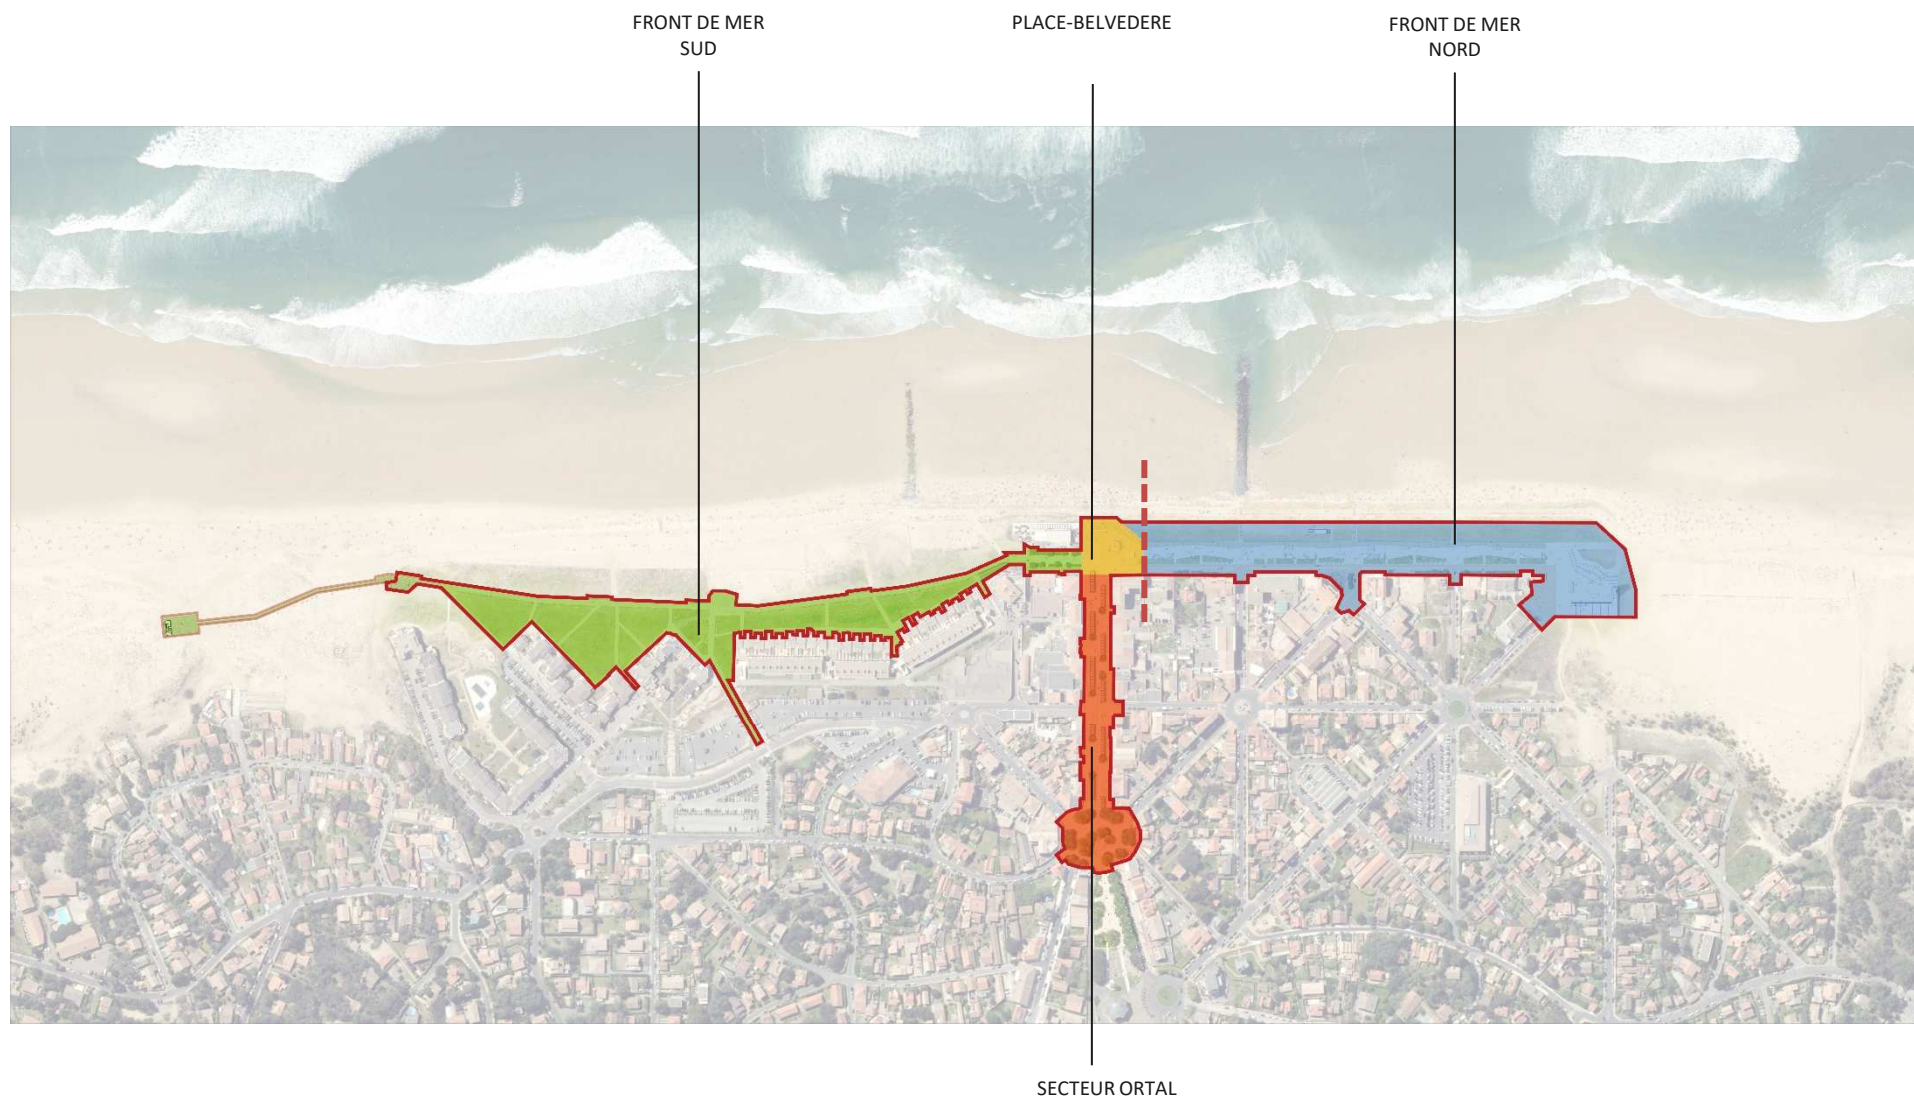 FRONT DE MER
SUD
PLACE-BELVEDERE
FRONT DE MER
NORD
SECTEUR ORTAL